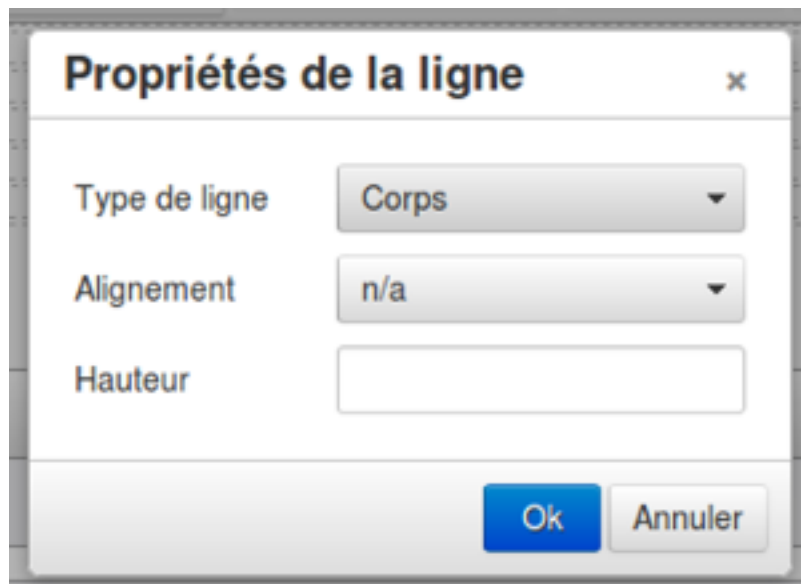 Propriétés de la ligne ×
Type de ligne Corps
Alignement n/a
Hauteur
Ok Annuler